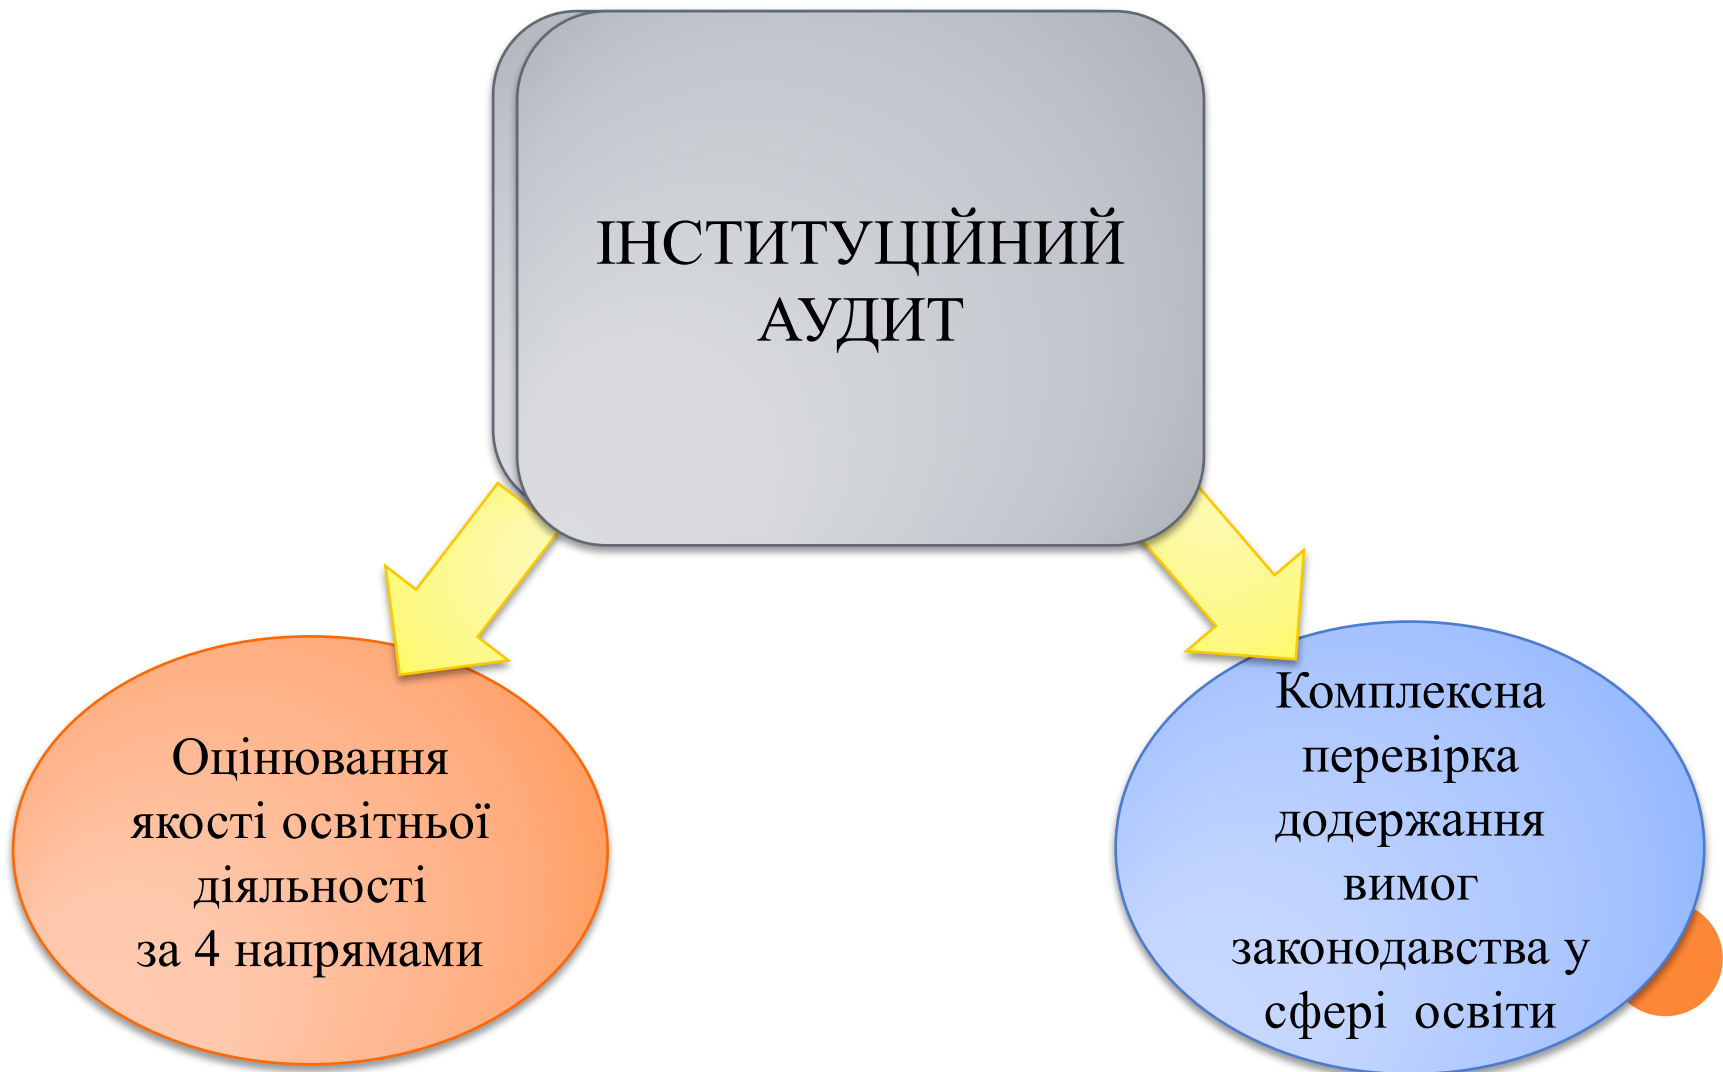 ІНСТИТУЦІЙНИЙ
АУДИТ
Оцінювання
якості освітньої
діяльності
за 4 напрямами
Комплексна
перевірка
додержання
вимог
законодавства у
сфері освіти